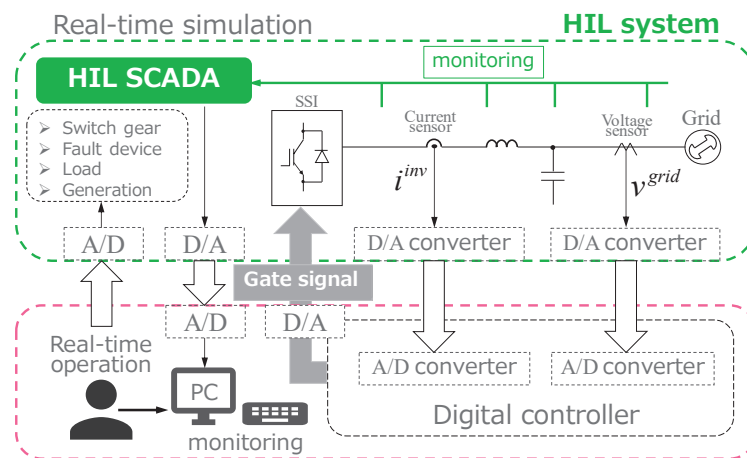 Real-time simulation
HIL system
HIL SCADA
monitoring
SSI
Current
sensor
Voltage
sensor
Grid
➢ Switch gear
➢ Fault device
➢ Load
➢ Generation
i^{inv}
v^{grid}
A/D
D/A
D/A converter
D/A converter
Gate signal
A/D
D/A
Real-time
operation
A/D converter
A/D converter
PC
monitoring
Digital controller